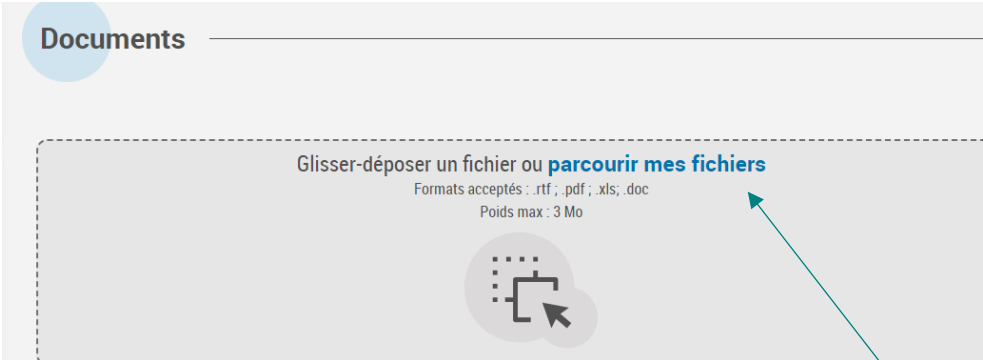 Documents
Glisser-déposer un fichier ou parcourir mes fichiers
Formats acceptés : .rtf ; .pdf ; .xls; .doc
Poids max : 3 Mo